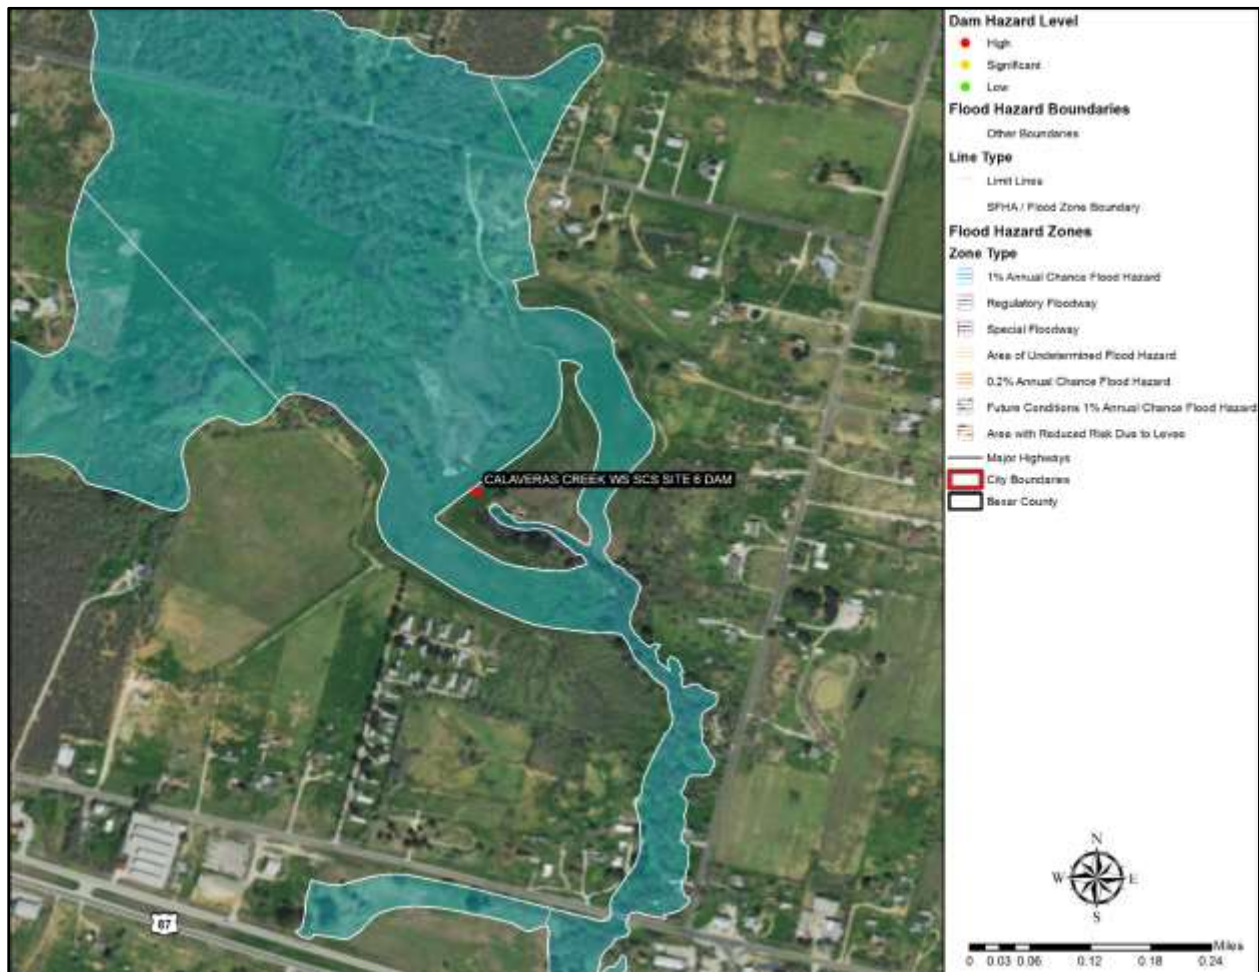 CALAVERAS CREEK WS SCS SITE 6 DAM
87
Dam Hazard Level
High
Significant
Low
Flood Hazard Boundaries
Other Boundaries
Line Type
Limit Lines
SFHA / Flood Zone Boundary
Flood Hazard Zones
Zone Type
1% Annual Chance Flood Hazard
Regulatory Floodway
Special Floodway
Area of Undetermined Flood Hazard
0.2% Annual Chance Flood Hazard
Future Conditions 1% Annual Chance Flood Hazard
Area with Reduced Risk Due to Levee
Major Highways
City Boundaries
Bexar County
N
W E
S
Miles
0 0.03 0.06 0.12 0.18 0.24